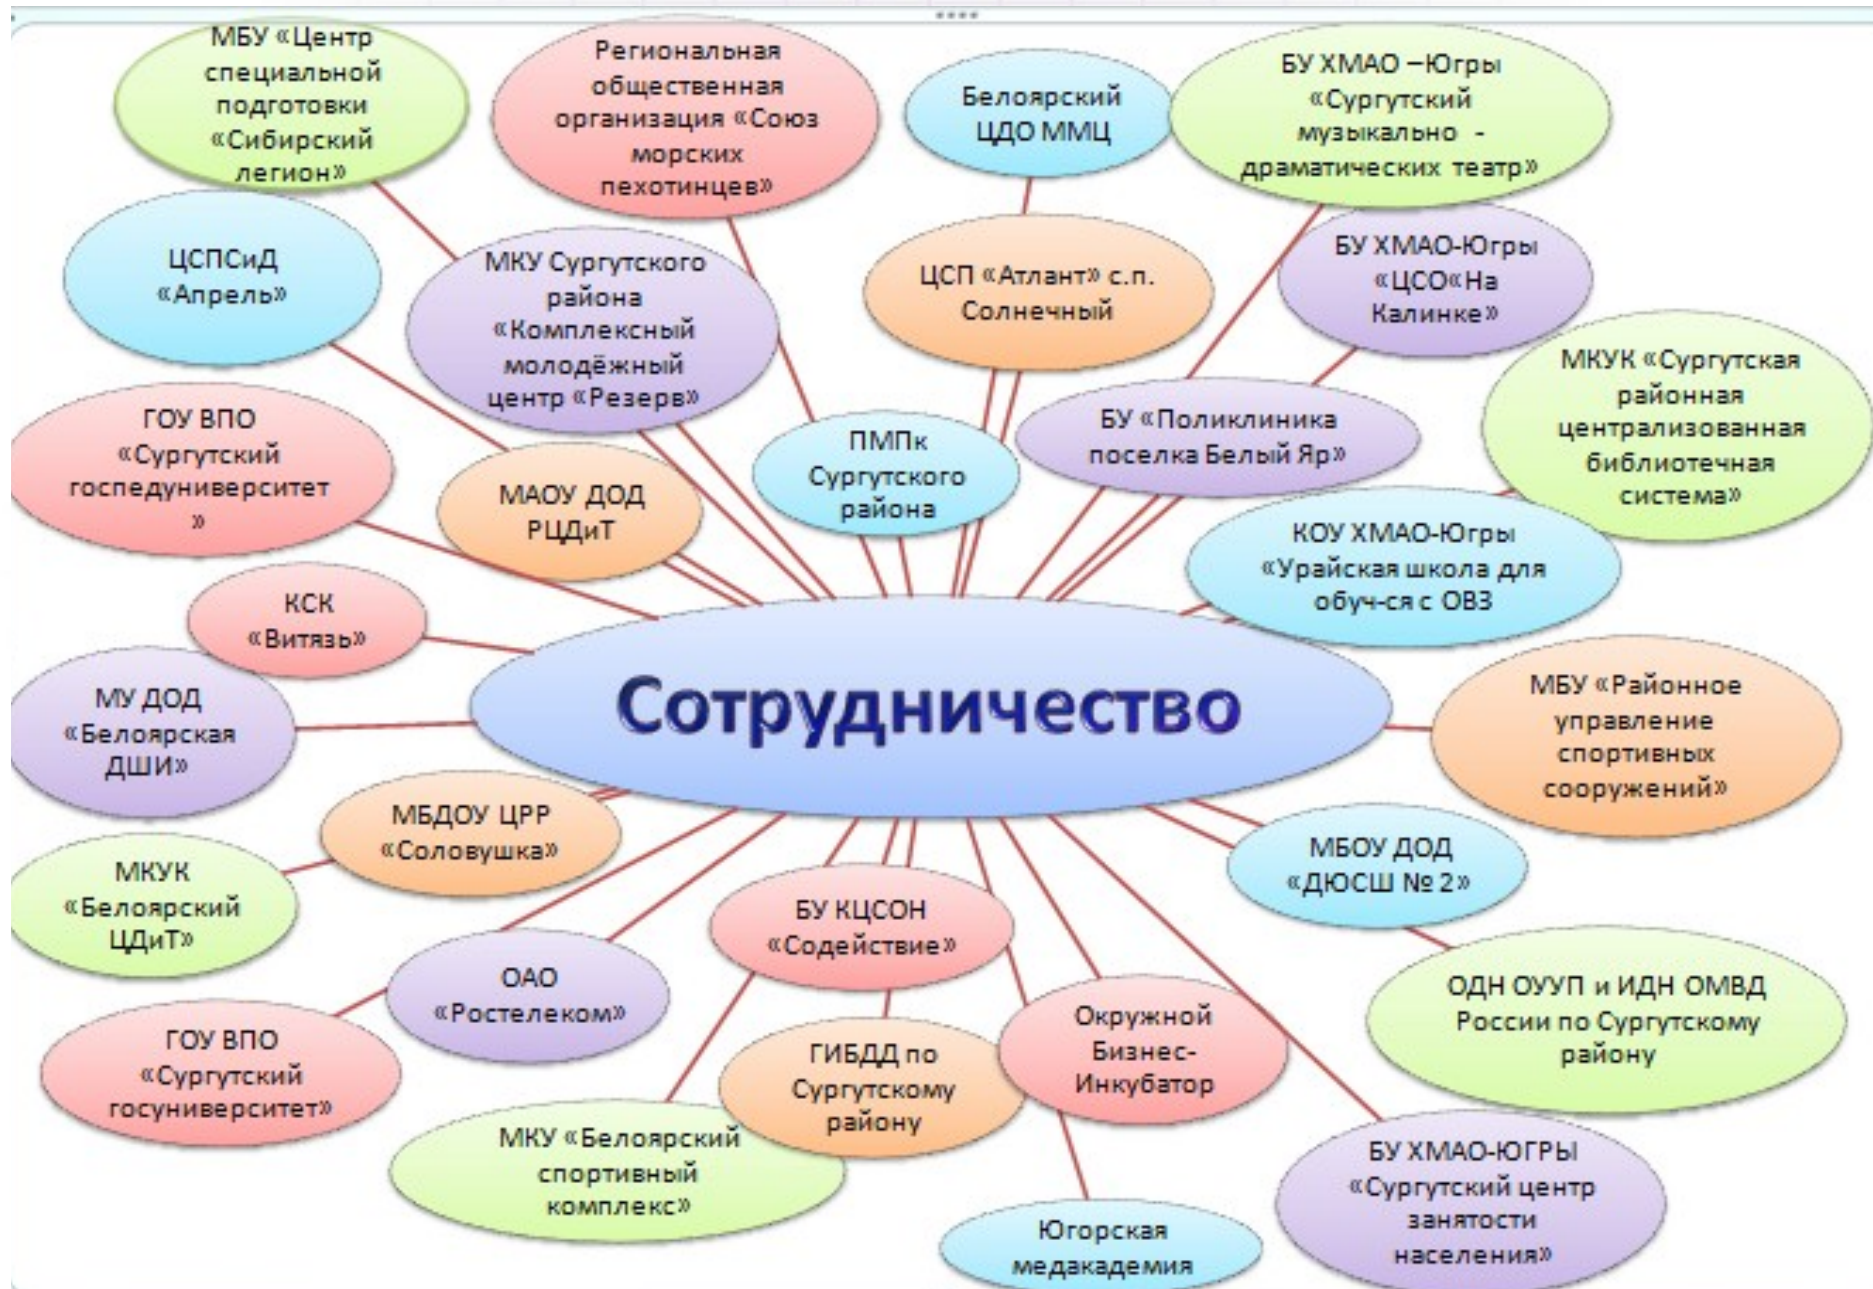 МБУ «Центр
специальной
подготовки
«Сибирский
легион»
Региональная
общественная
организация «Союз
морских
пехотинцев»
Белоярский
ЦДО ММЦ
БУ ХМАО –Югры
«Сургутский
музыкально -
драматических театр»
ЦСПСиД
«Апрель»
МКУ Сургутского
района
«Комплексный
молодёжный
центр «Резерв»
ЦСП «Атлант» с.п.
Солнечный
БУ ХМАО-Югры
«ЦСО«На
Калинке»
ГОУ ВПО
«Сургутский
госпедуниверситет
»
МАОУ ДОД
РЦДиТ
ПМПк
Сургутского
района
БУ «Поликлиника
поселка Белый Яр»
МКУК «Сургутская
районная
централизованная
библиотечная
система»
КОУ ХМАО-Югры
«Урайская школа для
обуч-ся с ОВЗ
КСК
«Витязь»
МУ ДОД
«Белоярская
ДШИ»
Сотрудничество
МБУ «Районное
управление
спортивных
сооружений»
МБДОУ ЦРР
«Соловушка»
МБОУ ДОД
«ДЮСШ № 2»
МКУК
«Белоярский
ЦДиТ»
БУ КЦСОН
«Содействие»
ОАО
«Ростелеком»
ОДН ОУУП и ИДН ОМВД
России по Сургутскому
району
ГОУ ВПО
«Сургутский
госуниверситет»
ГИБДД по
Сургутскому
району
Окружной
Бизнес-
Инкубатор
МКУ «Белоярский
спортивный
комплекс»
БУ ХМАО-ЮГРЫ
«Сургутский центр
занятости
населения»
Югорская
медакадемия